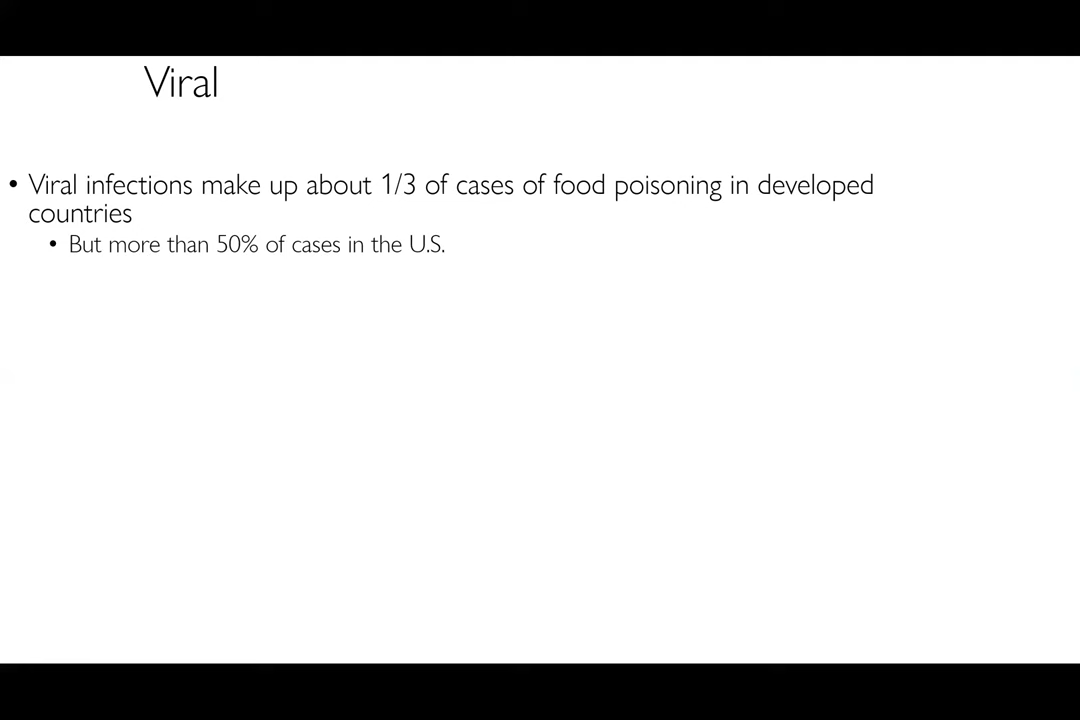 Viral
• Viral infections make up about 1/3 of cases of food poisoning in developed
countries
• But more than 50% of cases in the U.S.